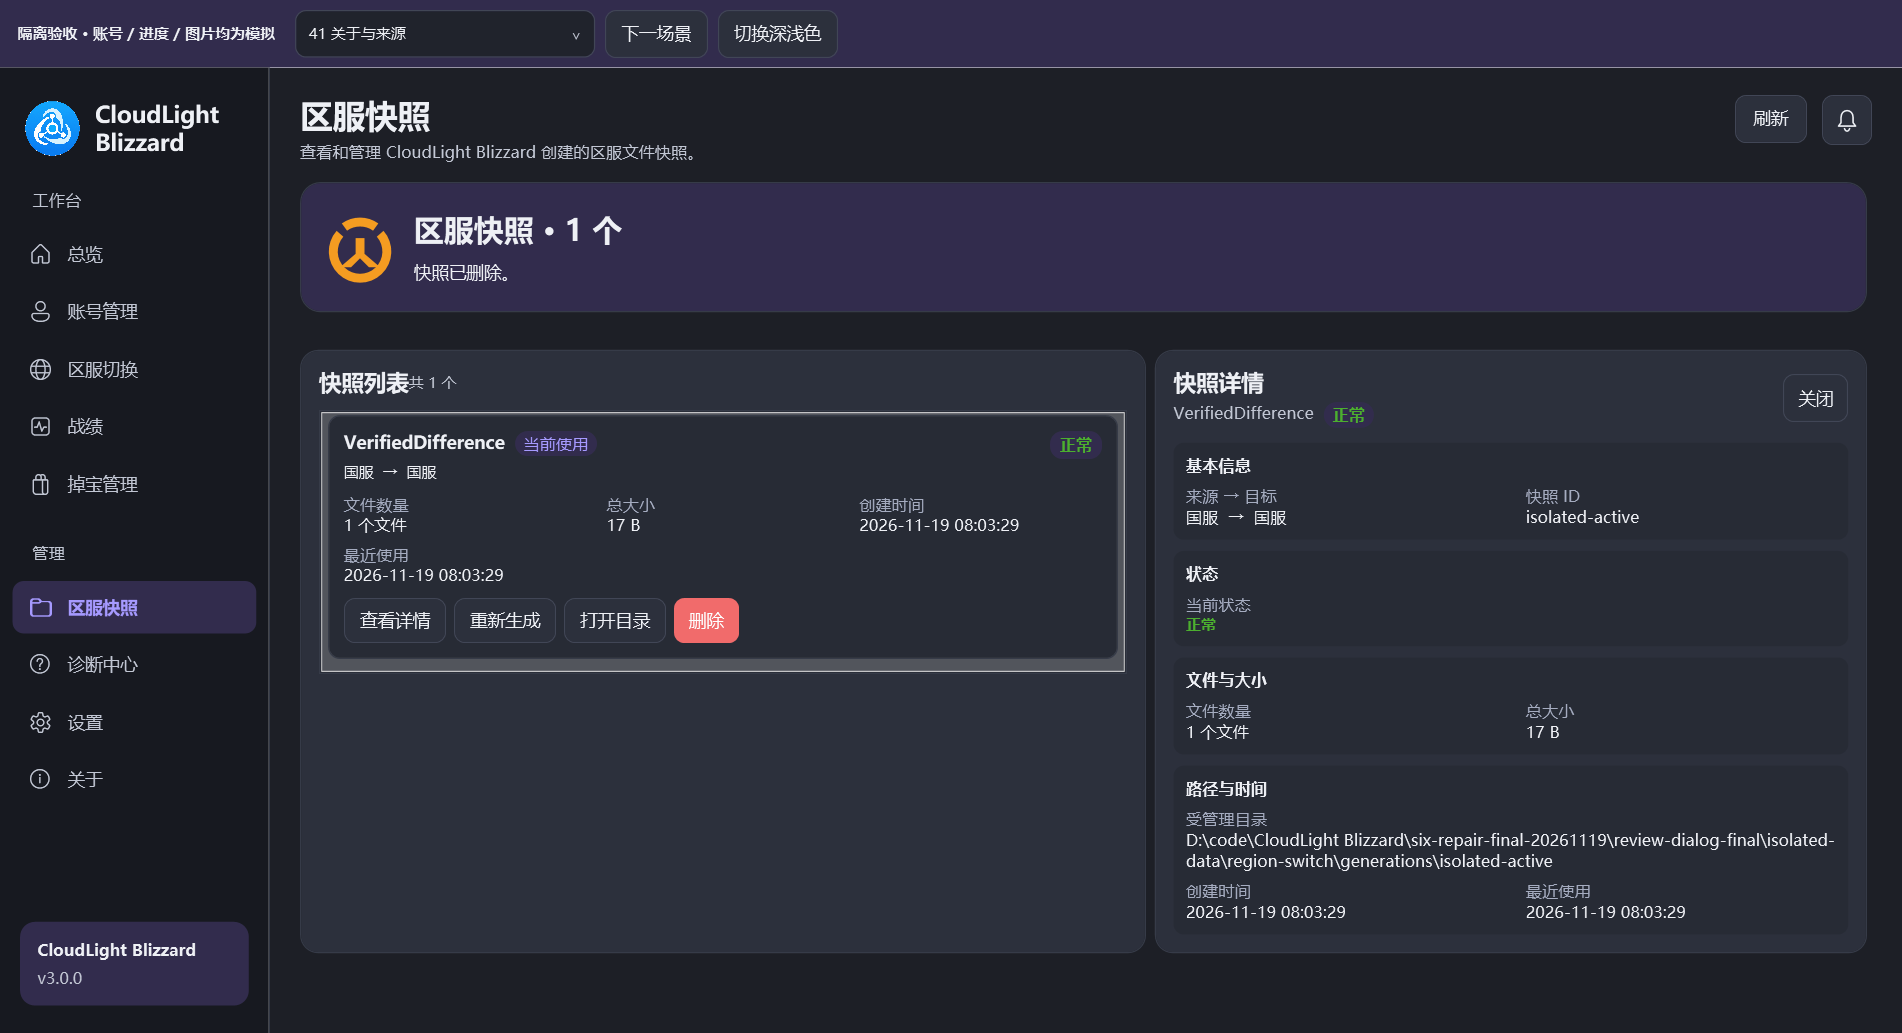 隔离验收 • 账号 / 进度 / 图片均为模拟
41 关于与来源
下一场景
切换深浅色
CloudLight
Blizzard
工作台
总览
账号管理
区服切换
战绩
掉宝管理
管理
区服快照
诊断中心
设置
关于
CloudLight Blizzard
v3.0.0
区服快照
查看和管理 CloudLight Blizzard 创建的区服文件快照。
刷新
区服快照 • 1 个
快照已删除。
快照列表共 1 个
VerifiedDifference 当前使用 正常
国服 → 国服
文件数量 总大小 创建时间
1 个文件 17 B 2026-11-19 08:03:29
最近使用
2026-11-19 08:03:29
查看详情 重新生成 打开目录 删除
快照详情
VerifiedDifference 正常
关闭
基本信息
来源 → 目标 快照 ID
国服 → 国服 isolated-active
状态
当前状态
正常
文件与大小
文件数量 总大小
1 个文件 17 B
路径与时间
受管理目录
D:\code\CloudLight Blizzard\six-repair-final-20261119\review-dialog-final\isolated-
data\region-switch\generations\isolated-active
创建时间 最近使用
2026-11-19 08:03:29 2026-11-19 08:03:29